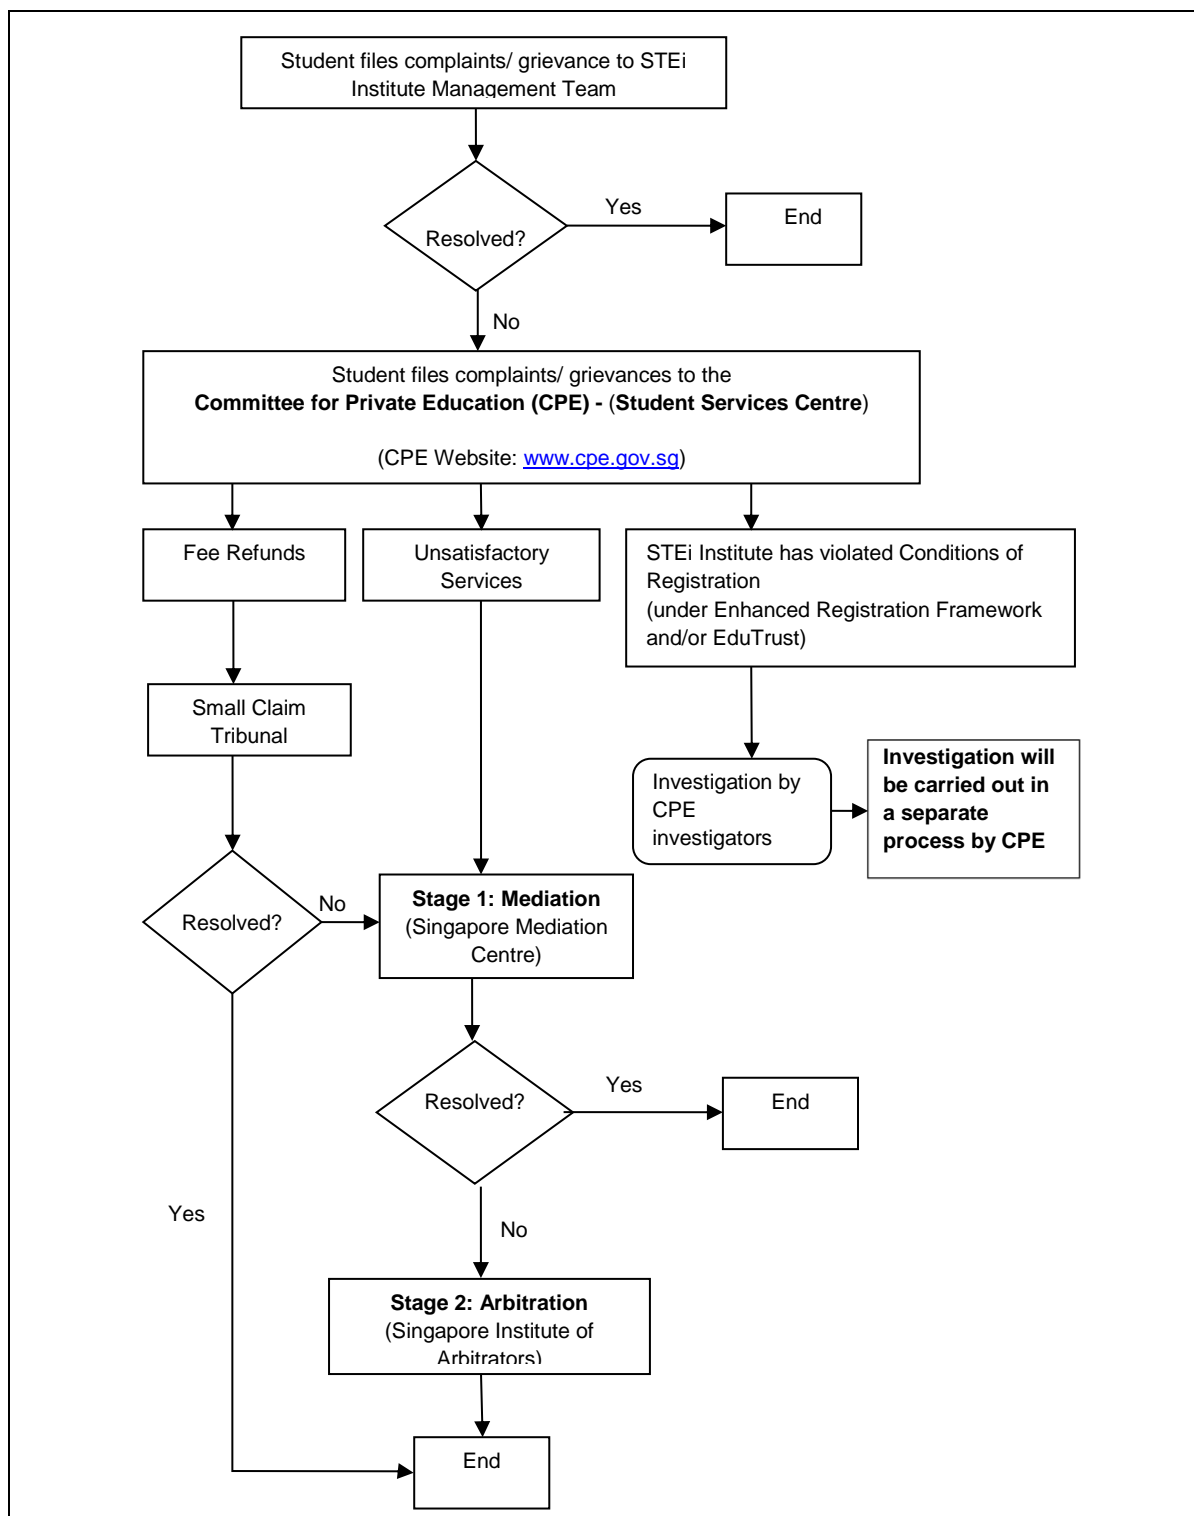 Student files complaints/ grievance to STEi
Institute Management Team
Resolved?
Yes
End
No
Student files complaints/ grievances to the
Committee for Private Education (CPE) - (Student Services Centre)
(CPE Website: www.cpe.gov.sg)
Fee Refunds
Unsatisfactory
Services
STEi Institute has violated Conditions of
Registration
(under Enhanced Registration Framework
and/or EduTrust)
Small Claim
Tribunal
Investigation by
CPE
investigators
Investigation will
be carried out in
a separate
process by CPE
Resolved?
No
Stage 1: Mediation
(Singapore Mediation
Centre)
Resolved?
Yes
End
Yes
No
Stage 2: Arbitration
(Singapore Institute of
Arbitrators)
End